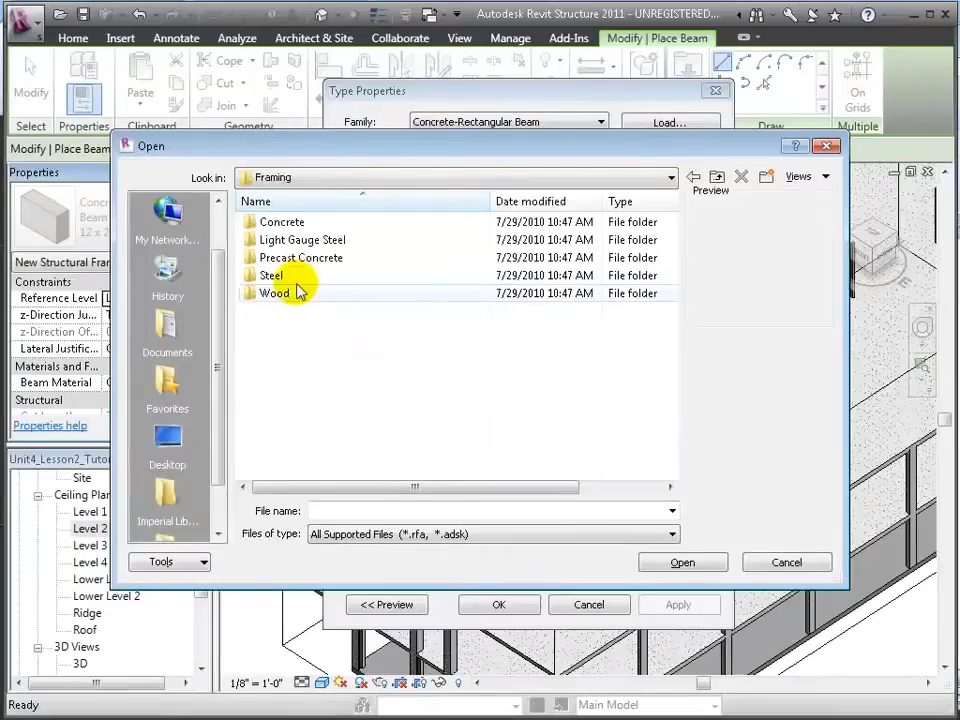 Autodesk Revit Structure 2011 - UNREGISTERED...
Home Insert Annotate Analyze Architect & Site Collaborate View Manage Add-Ins Modify | Place Beam
Modify Paste Cope Cut Join On Grids
Select Properties Clipboard Geometry Draw Multiple
Type Properties
Family: Concrete-Rectangular Beam Load...
Modify | Place Beam
Open
Properties
Look in: Framing Views
Preview
Name Date modified Type
Concrete 7/29/2010 10:47 AM File folder
Light Gauge Steel 7/29/2010 10:47 AM File folder
Precast Concrete 7/29/2010 10:47 AM File folder
Steel 7/29/2010 10:47 AM File folder
Wood 7/29/2010 10:47 AM File folder
My Network...
History
Documents
Favorites
Desktop
Imperial Lib...
File name:
Files of type: All Supported Files (*.rfa, *.adsk)
Tools Open Cancel
Concre
Beam
12 x 2
New Structural Fram
Constraints
Reference Level
z-Direction Ju...
z-Direction Of...
Lateral Justific...
Materials and F...
Beam Material
Structural
Properties help
Unit4_Lesson2_Tuto
Site
Ceiling Plan
Level 1
Level 2
Level 3
Level 4
Lower L
Lower Level 2
Ridge
Roof
3D Views
3D
<< Preview OK Cancel Apply
1/8" = 1'-0"
Ready Main Model